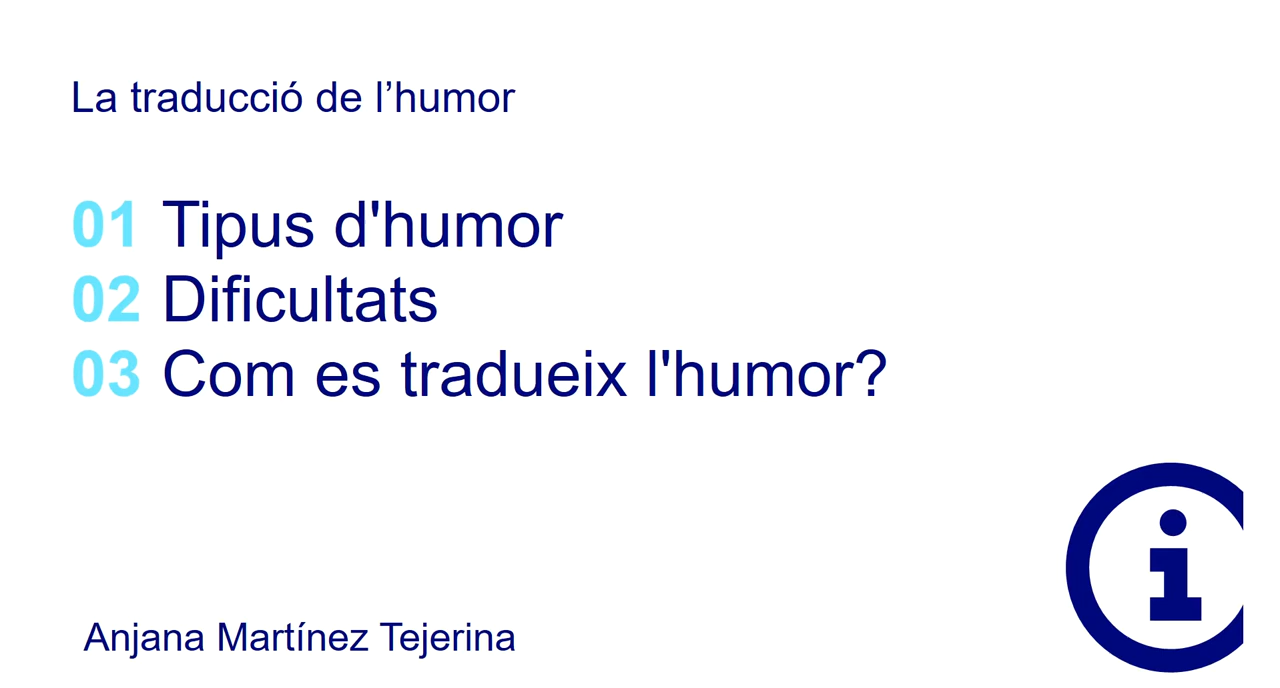 La traducció de l’humor
01 Tipus d'humor
02 Dificultats
03 Com es tradueix l'humor?
Anjana Martínez Tejerina